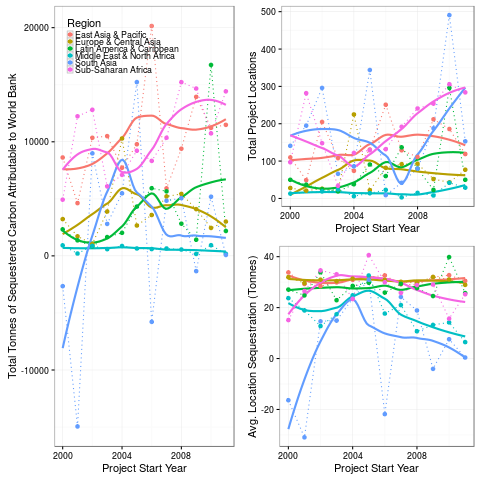 Total Tonnes of Sequestered Carbon Attributable to World Bank
10000
0
-10000
2000
2004
2008
Project Start Year
Region
East Asia & Pacific
Europe & Central Asia
Latin America & Caribbean
Middle East & North Africa
South Asia
Sub-Saharan Africa
Total Project Locations
500
400
300
200
100
0
2000
2004
2008
Project Start Year
Avg. Location Sequestration (Tonnes)
40
20
0
-20
2000
2004
2008
Project Start Year